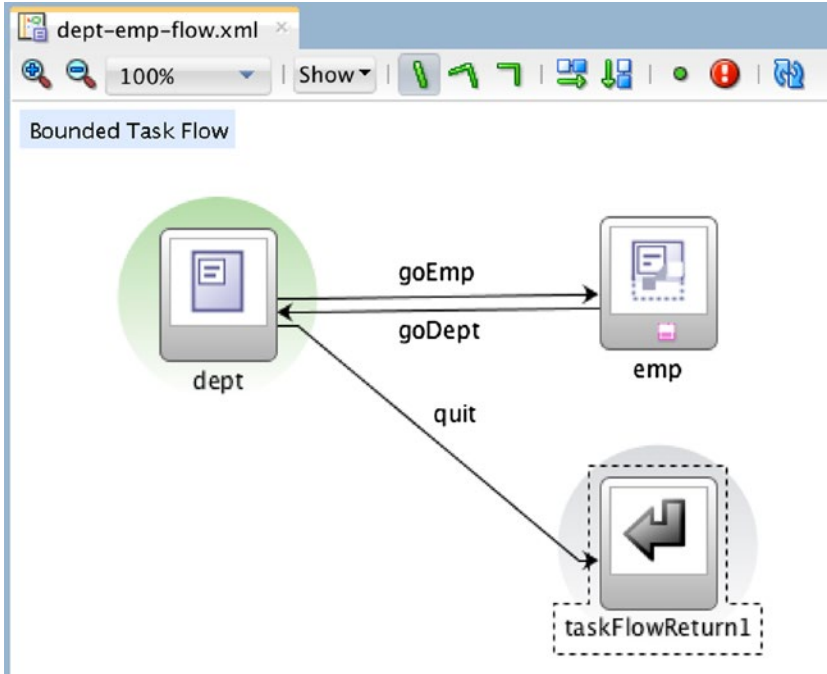 dept-emp-flow.xml
100% Show
Bounded Task Flow
goEmp
goDept
dept
emp
quit
taskFlowReturn1